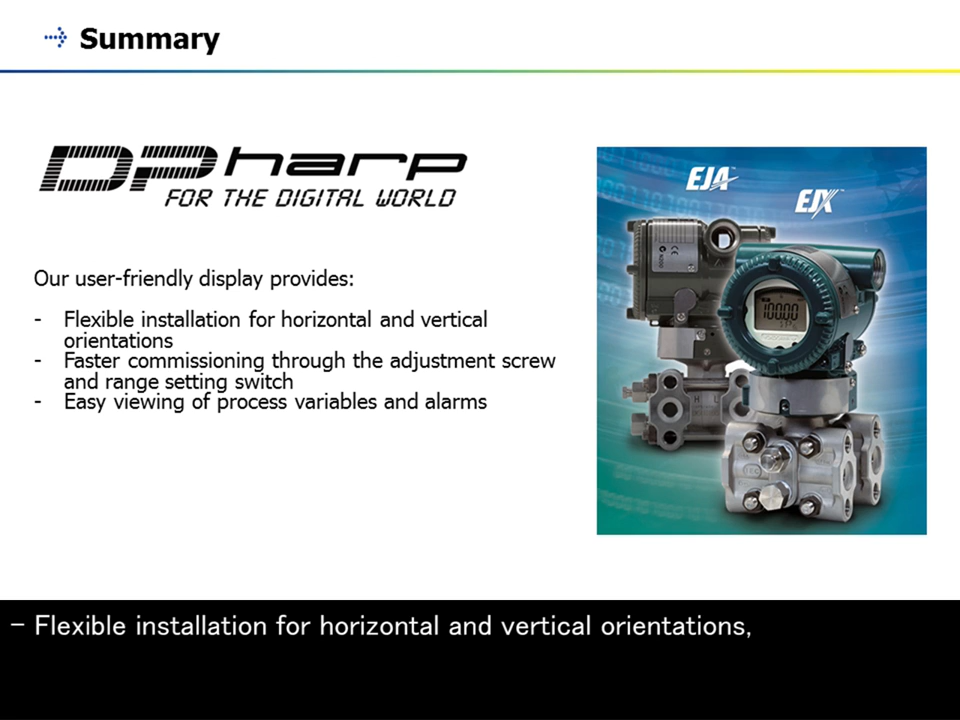 Summary
DPharp
FOR THE DIGITAL WORLD
EJA™
EJX™
Our user-friendly display provides:
- Flexible installation for horizontal and vertical
orientations
- Faster commissioning through the adjustment screw
and range setting switch
- Easy viewing of process variables and alarms
100.00
H L
- Flexible installation for horizontal and vertical orientations,